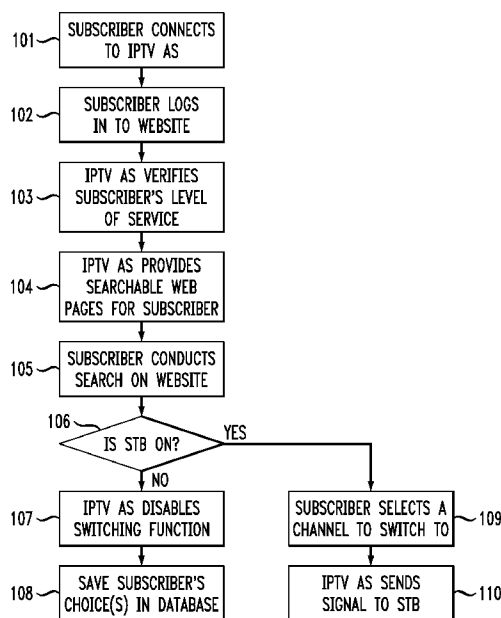 101
SUBSCRIBER CONNECTS
TO IPTV AS
102
SUBSCRIBER LOGS
IN TO WEBSITE
103
IPTV AS VERIFIES
SUBSCRIBER'S LEVEL
OF SERVICE
104
IPTV AS PROVIDES
SEARCHABLE WEB
PAGES FOR SUBSCRIBER
105
SUBSCRIBER CONDUCTS
SEARCH ON WEBSITE
106
IS STB ON?
YES
NO
107
IPTV AS DISABLES
SWITCHING FUNCTION
SUBSCRIBER SELECTS A
CHANNEL TO SWITCH TO
109
108
SAVE SUBSCRIBER'S
CHOICE(S) IN DATABASE
IPTV AS SENDS
SIGNAL TO STB
110